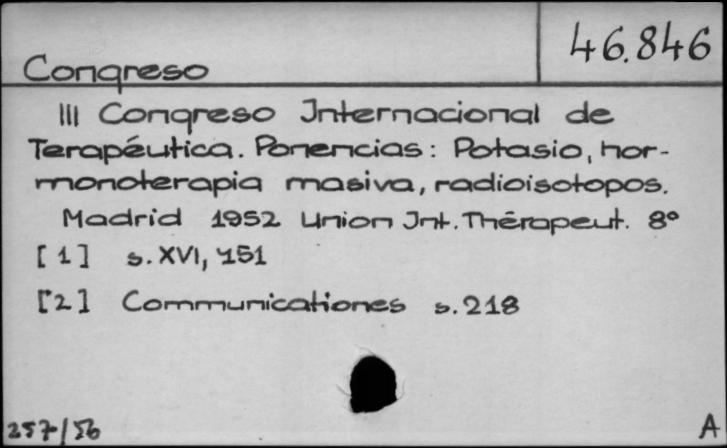 46.846
Congreso
III Congreso Internacional de
Terapéutica. Ponencias: Potasio, hor-
monoterapia masiva, radioisotopos.
Madrid 1952 Union Int. Thérapeut. 8°
[1] s. XVI, 451
[2] Communicationes s. 218
257/56
A